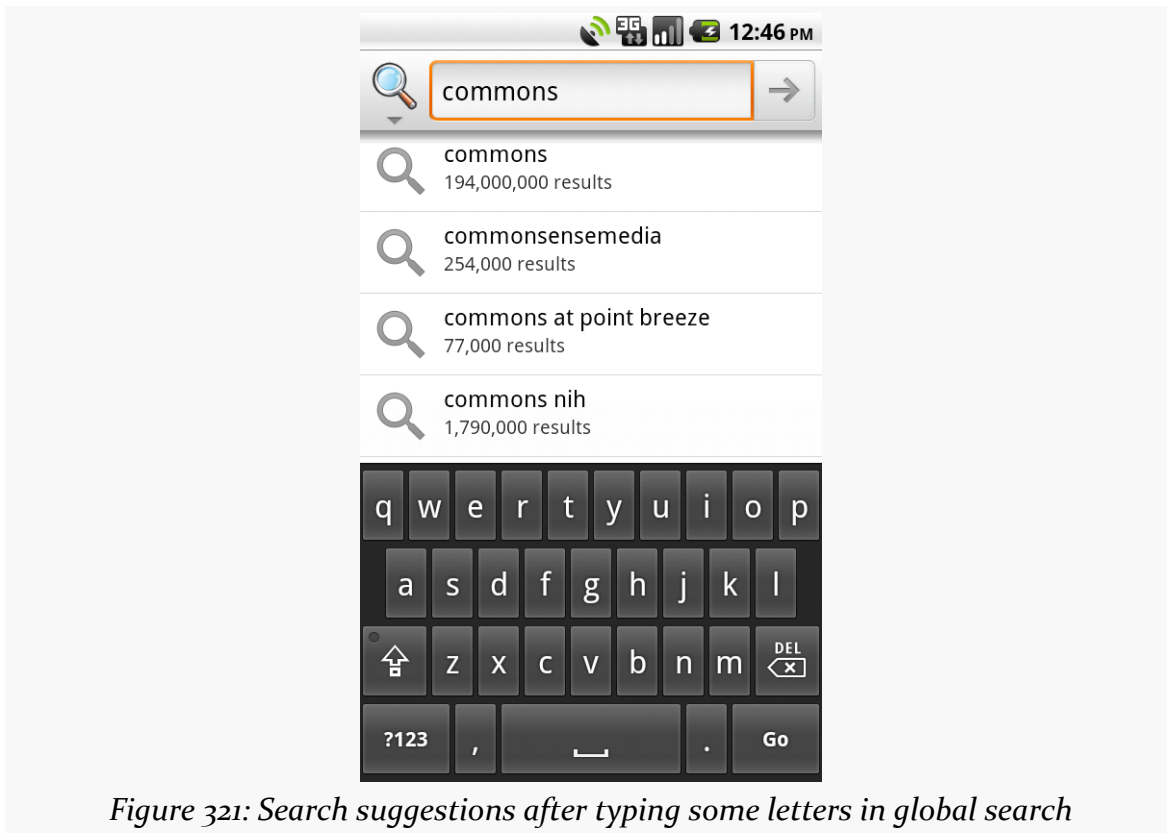 3G 12:46 PM
commons
commons
194,000,000 results
commonsensemedia
254,000 results
commons at point breeze
77,000 results
commons nih
1,790,000 results
q w e r t y u i o p
a s d f g h j k l
z x c v b n m DEL
?123 , . Go
Figure 321: Search suggestions after typing some letters in global search